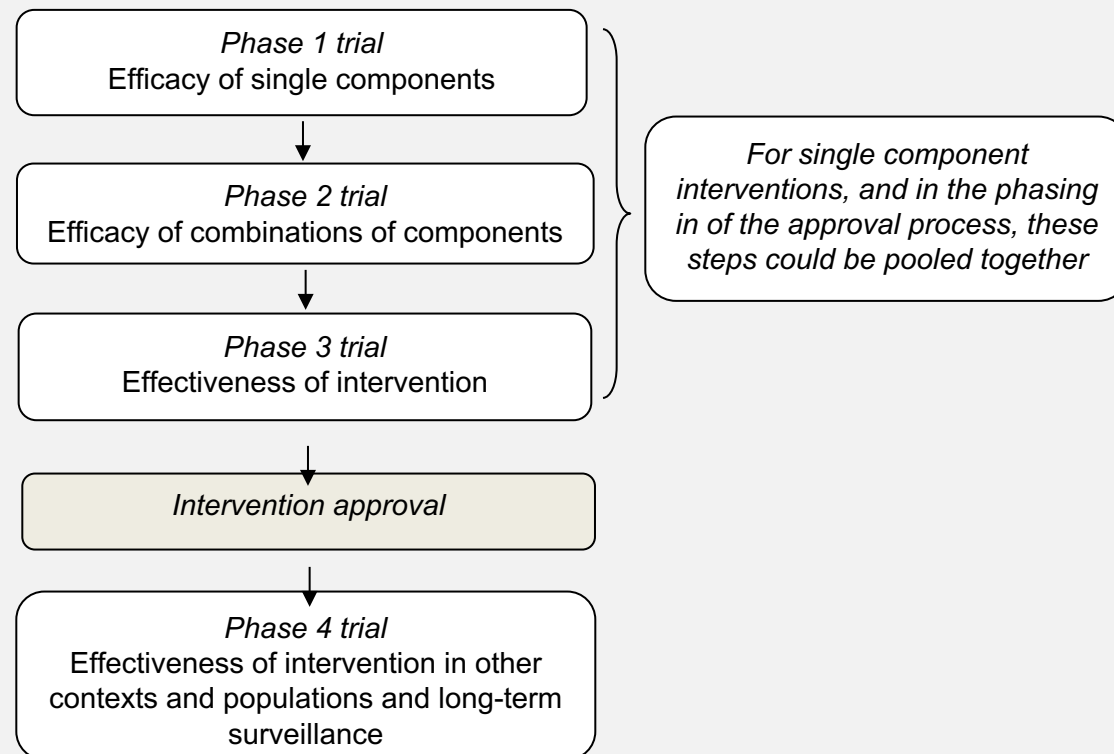 Phase 1 trial
Efficacy of single components
Phase 2 trial
Efficacy of combinations of components
Phase 3 trial
Effectiveness of intervention
For single component
interventions, and in the phasing
in of the approval process, these
steps could be pooled together
Intervention approval
Phase 4 trial
Effectiveness of intervention in other
contexts and populations and long-term
surveillance